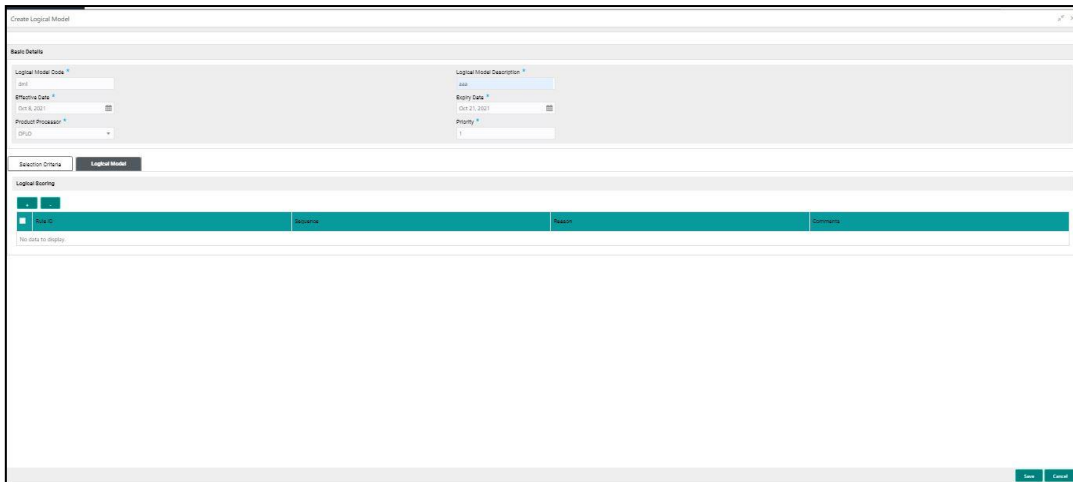 Create Logical Model
Basic Details
Logical Model Code *
Logical Model Description *
aaa
Effective Date *
Expiry Date *
Oct 8, 2021
Oct 21, 2021
Product Processor *
Priority *
1
Selection Criteria
Logical Model
Logical Scoring
+ -
Rule ID Sequence Reason Comments
No data to display.
Save Cancel